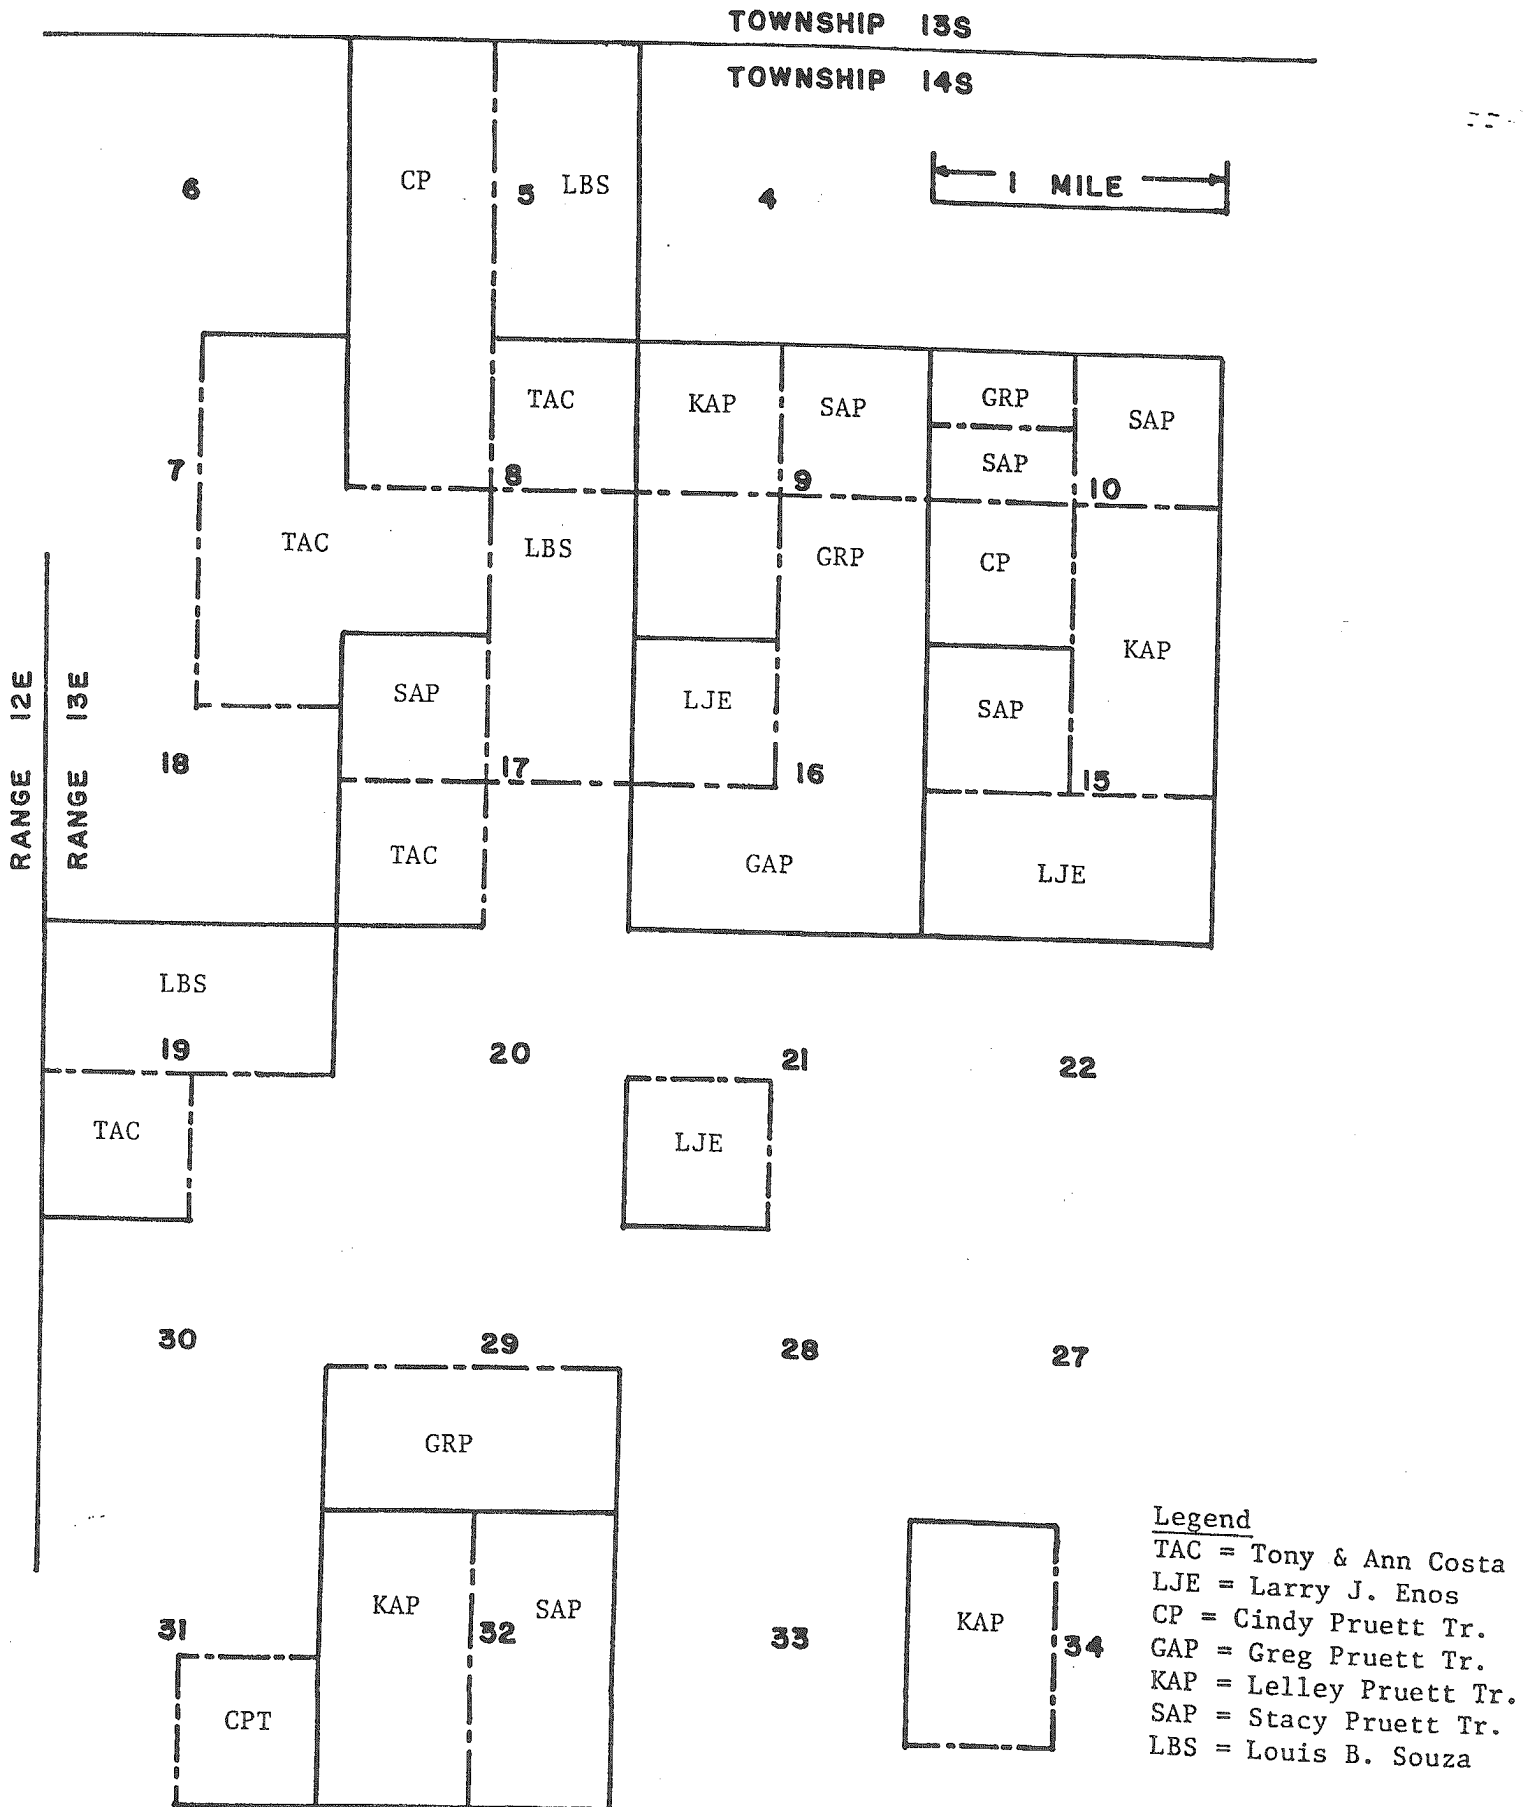 TOWNSHIP 13S
TOWNSHIP 14S
6
CP
5
LBS
4
1 MILE
TAC
KAP
SAP
GRP
SAP
SAP
7
8
9
10
TAC
LBS
GRP
CP
KAP
RANGE 12E
RANGE 13E
SAP
LJE
SAP
18
17
16
15
TAC
GAP
LJE
LBS
19
20
21
22
TAC
LJE
30
29
28
27
GRP
KAP
SAP
KAP
31
32
33
34
CPT
Legend
TAC = Tony & Ann Costa
LJE = Larry J. Enos
CP = Cindy Pruett Tr.
GAP = Greg Pruett Tr.
KAP = Lelley Pruett Tr.
SAP = Stacy Pruett Tr.
LBS = Louis B. Souza